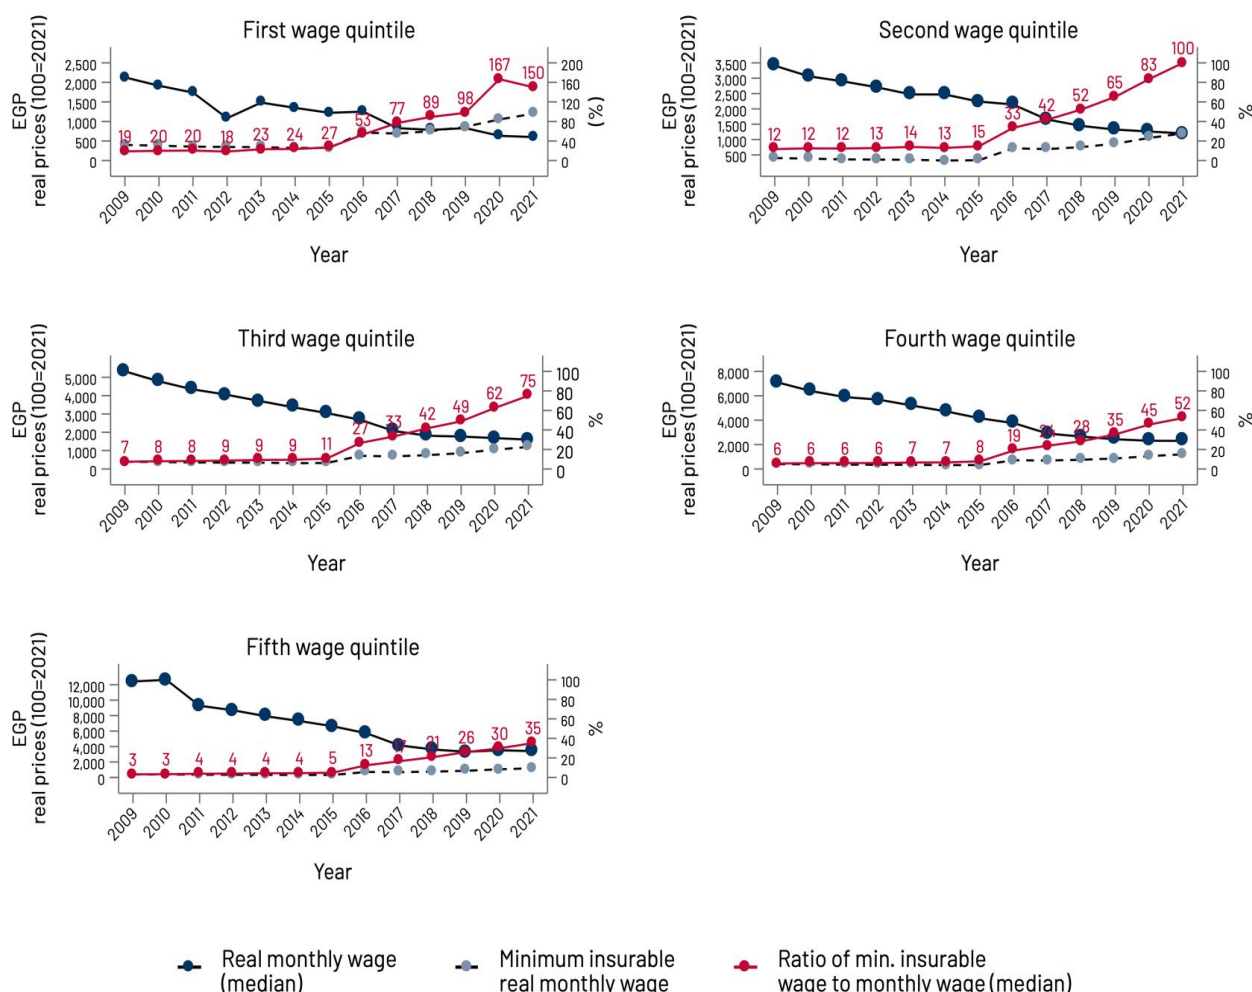 First wage quintile
EGP
real prices (100=2021)
2,500
2,000
1,500
1,000
500
0
200
160
120
80
40
0
(%)
19 20 20 18 23 24 27 53 77 89 98 167 150
2009 2010 2011 2012 2013 2014 2015 2016 2017 2018 2019 2020 2021
Year
Second wage quintile
EGP
real prices (100=2021)
3,500
3,000
2,500
2,000
1,500
1,000
500
100
80
60
40
20
0
%
12 12 12 13 14 13 15 33 42 52 65 83 100
2009 2010 2011 2012 2013 2014 2015 2016 2017 2018 2019 2020 2021
Year
Third wage quintile
EGP
real prices (100=2021)
5,000
4,000
3,000
2,000
1,000
0
100
80
60
40
20
0
%
7 8 8 9 9 9 11 27 33 42 49 62 75
2009 2010 2011 2012 2013 2014 2015 2016 2017 2018 2019 2020 2021
Year
Fourth wage quintile
EGP
real prices (100=2021)
8,000
6,000
4,000
2,000
0
100
80
60
40
20
0
%
6 6 6 6 7 7 8 19 28 35 45 52
2009 2010 2011 2012 2013 2014 2015 2016 2017 2018 2019 2020 2021
Year
Fifth wage quintile
EGP
real prices (100=2021)
12,000
10,000
8,000
6,000
4,000
2,000
0
100
80
60
40
20
0
%
3 3 4 4 4 4 5 13 21 26 30 35
2009 2010 2011 2012 2013 2014 2015 2016 2017 2018 2019 2020 2021
Year
Real monthly wage
(median)
Minimum insurable
real monthly wage
Ratio of min. insurable
wage to monthly wage (median)